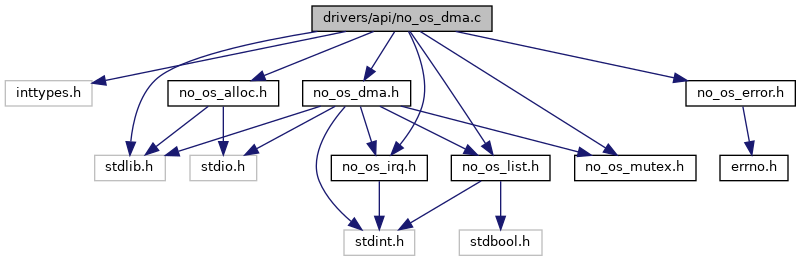 drivers/api/no_os_dma.c
inttypes.h
no_os_alloc.h
no_os_dma.h
no_os_error.h
stdlib.h
stdio.h
no_os_irq.h
no_os_list.h
no_os_mutex.h
errno.h
stdint.h
stdbool.h